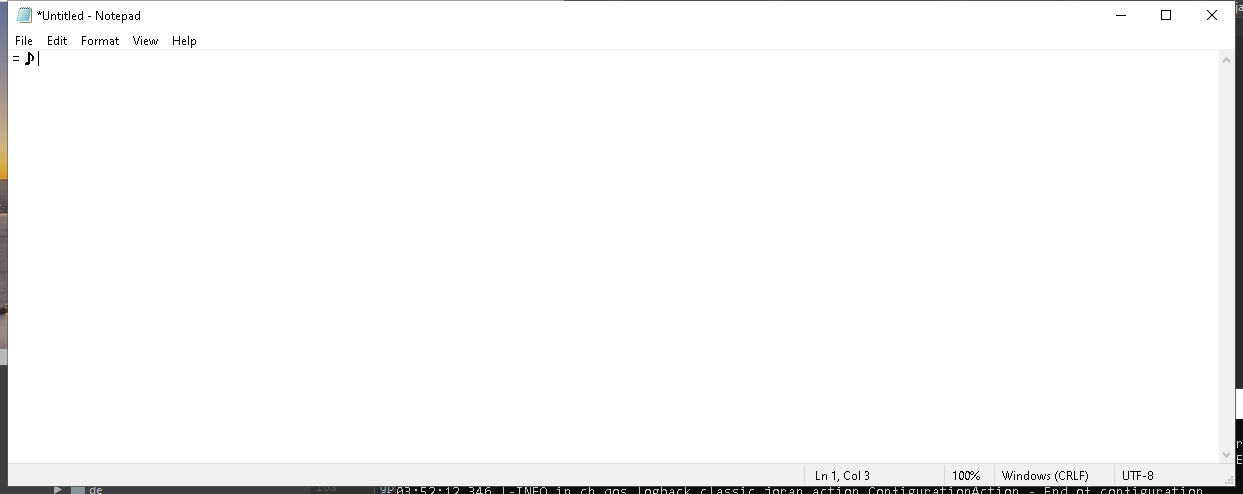 *Untitled - Notepad
File Edit Format View Help
= ♪
Ln 1, Col 3 100% Windows (CRLF) UTF-8
de
03:52:12,346 |-INFO in ch.qos.logback.classic.joran.action.ConfigurationAction - End of configuration.